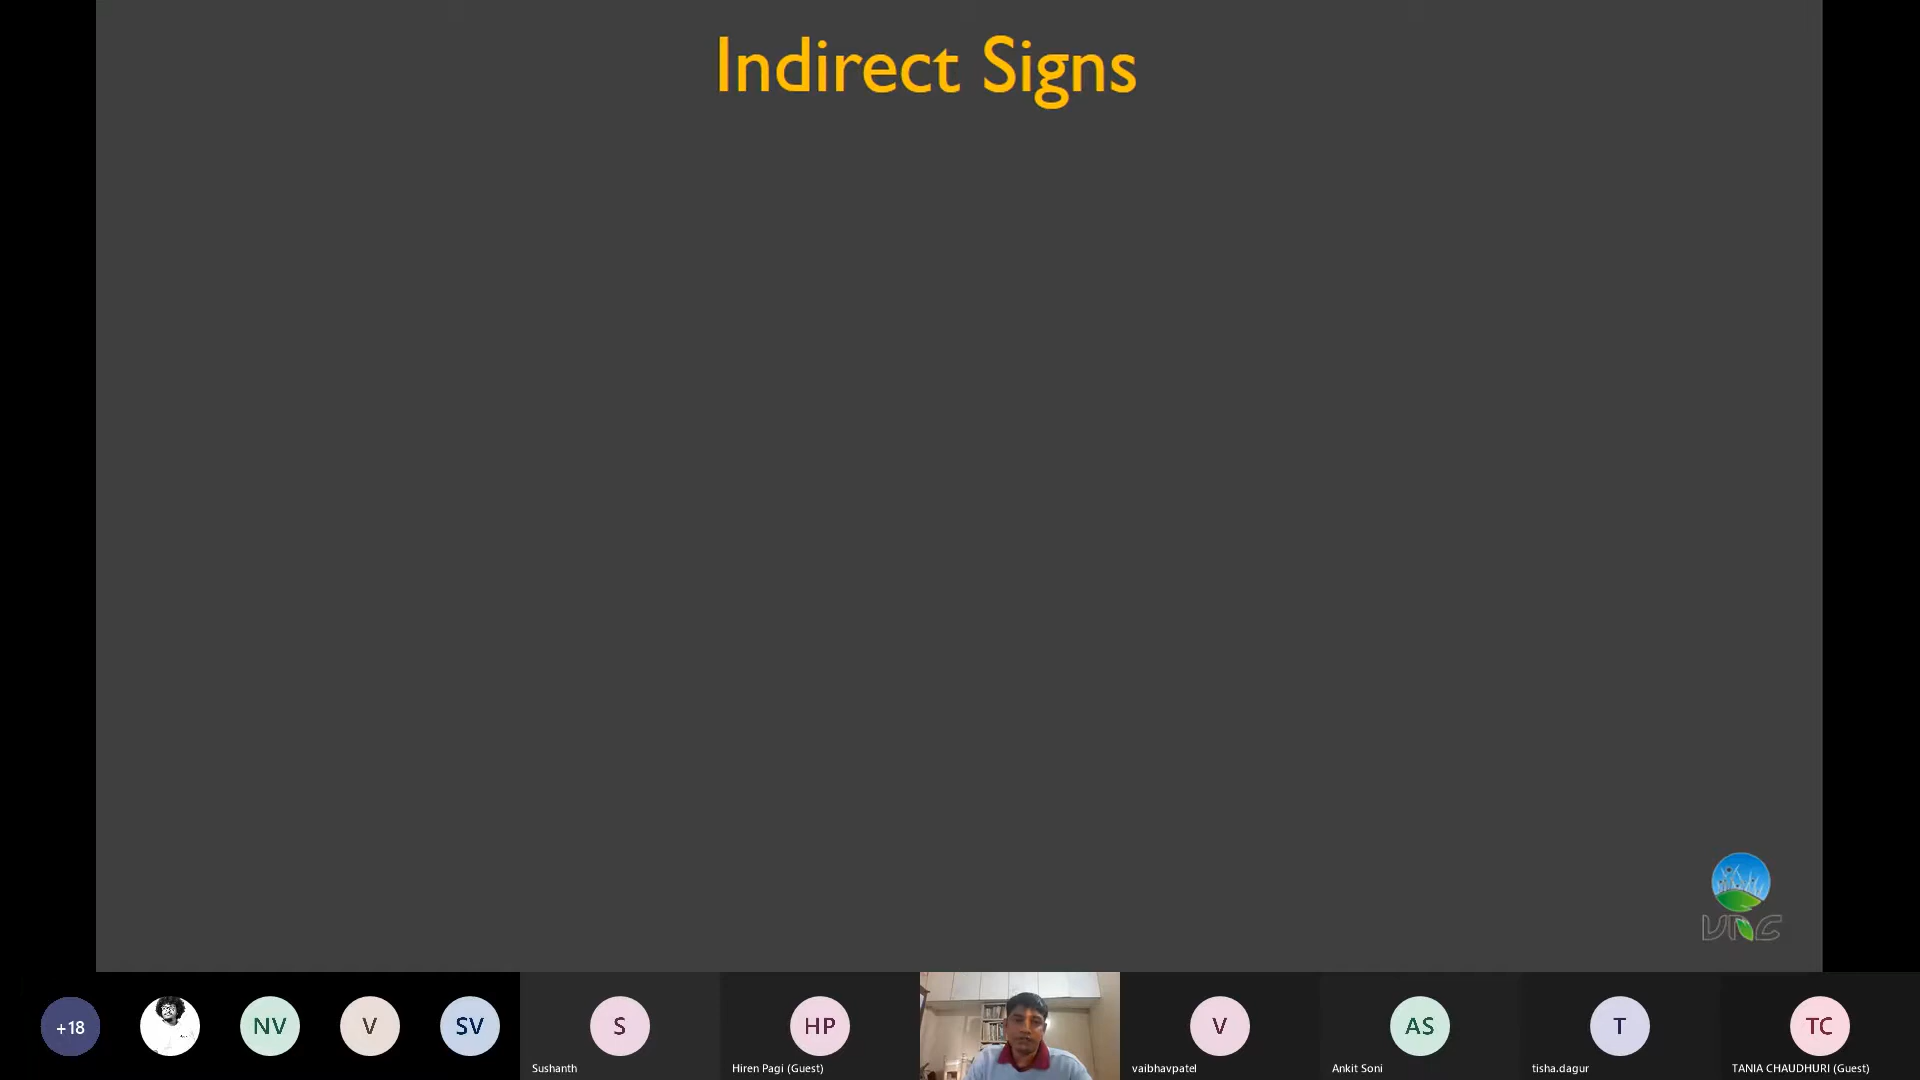 Indirect Signs
VNC
+18
NV
V
SV
S
HP
V
AS
T
TC
Sushanth
Hiren Pagi (Guest)
vaibhavpatel
Ankit Soni
tisha.dagur
TANIA CHAUDHURI (Guest)